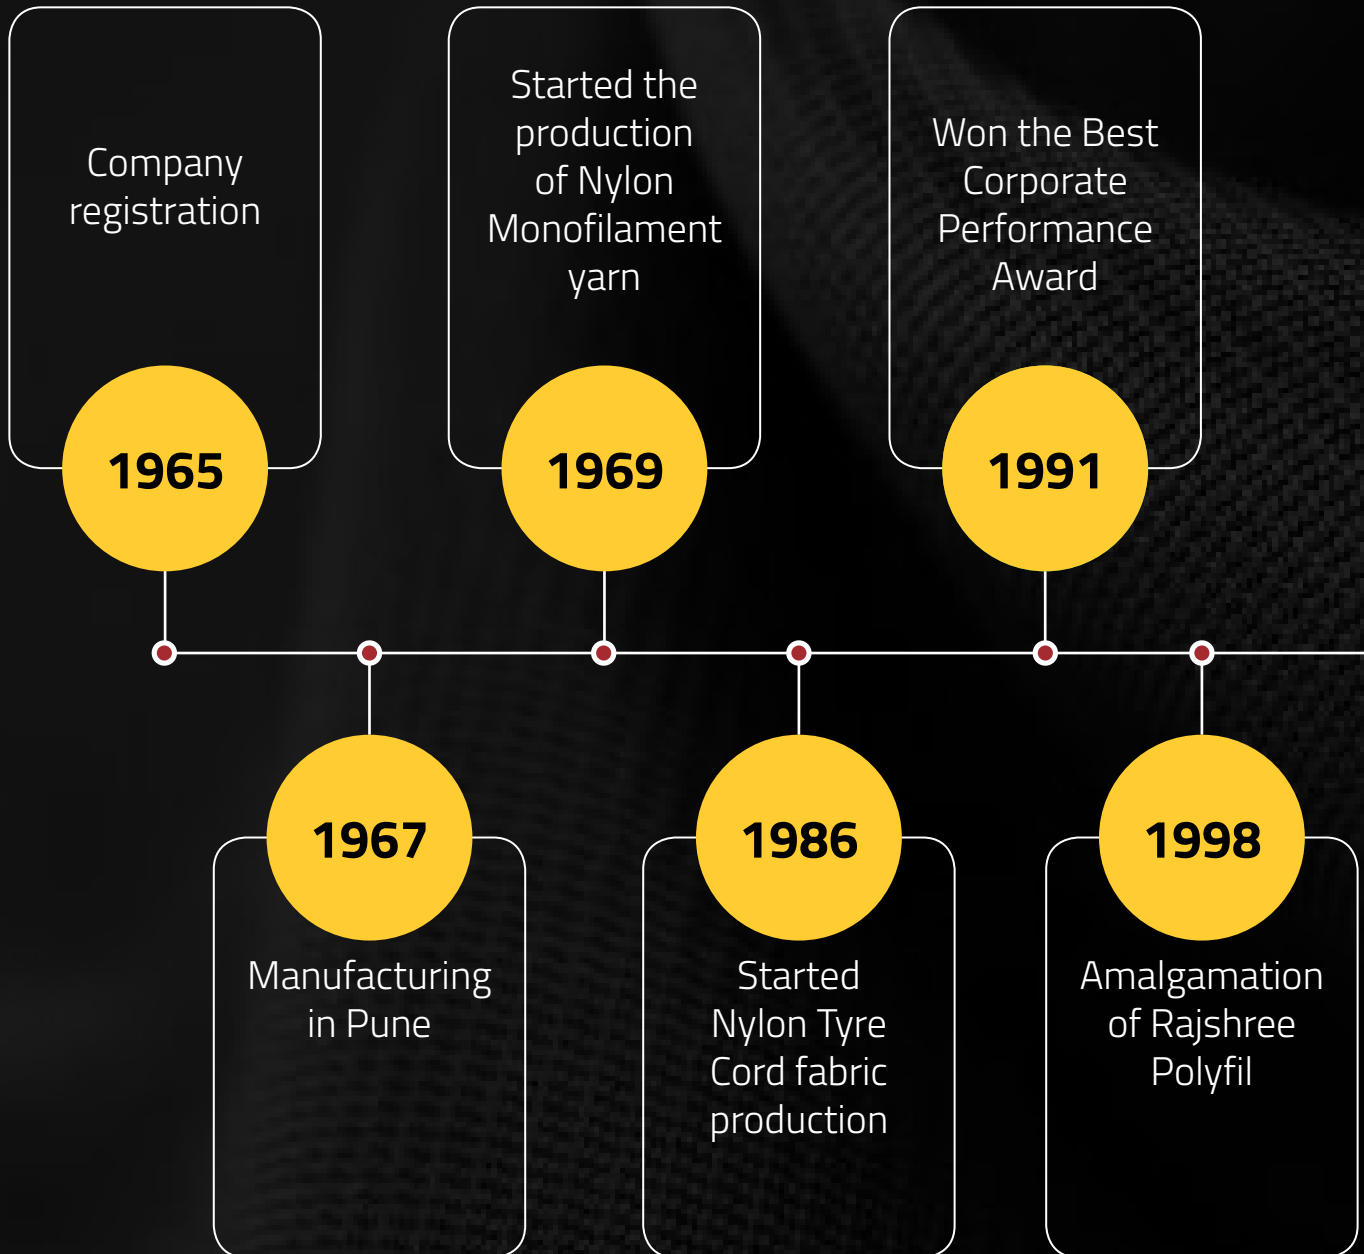 Company
registration
1965
Manufacturing
in Pune
1967
Started the
production
of Nylon
Monofilament
yarn
1969
Started
Nylon Tyre
Cord fabric
production
1986
Won the Best
Corporate
Performance
Award
1991
Amalgamation
of Rajshree
Polyfil
1998